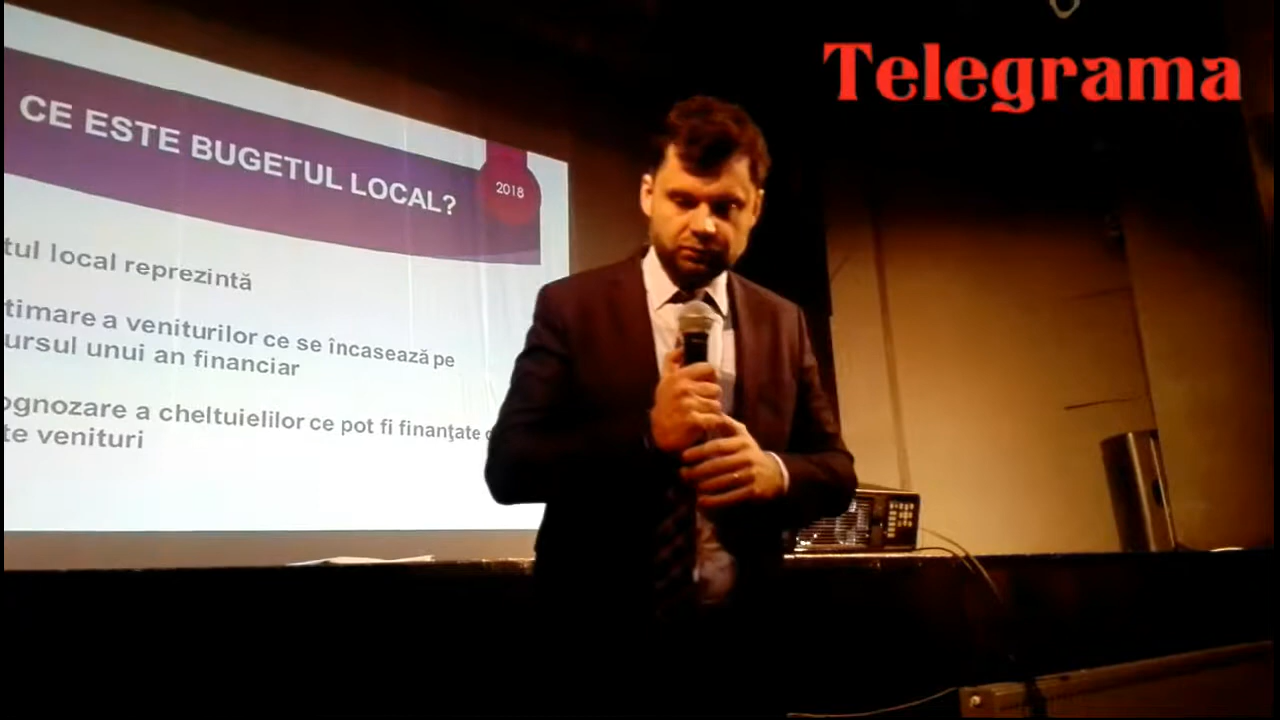 Telegrama
CE ESTE BUGETUL LOCAL?
2018
tul local reprezintă
timare a veniturilor ce se încasează pe
ursul unui an financiar
ognozare a cheltuielilor ce pot fi finanţate
te venituri